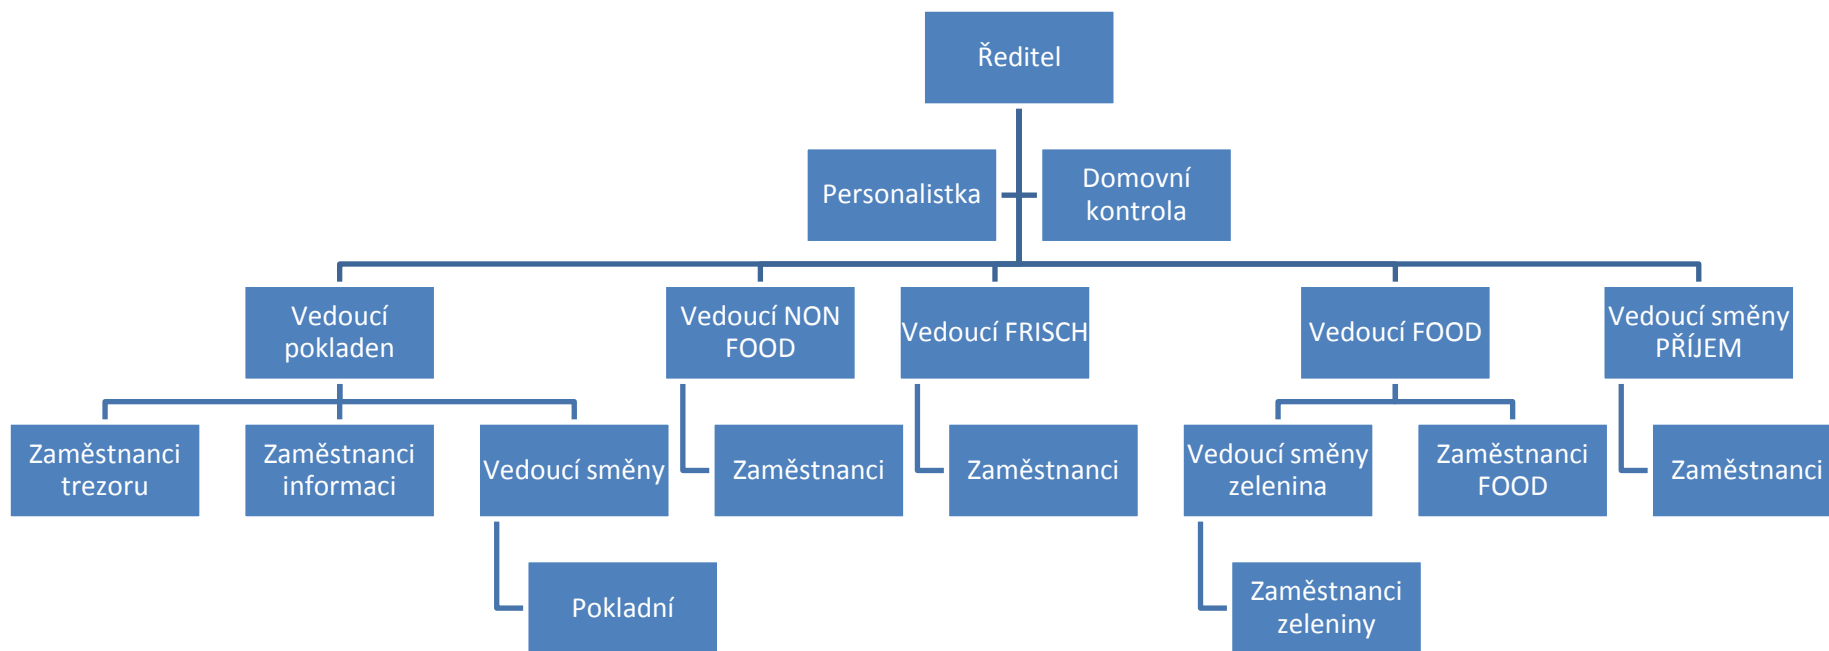 Ředitel
Personalistka
Domovní
kontrola
Vedoucí
pokladen
Vedoucí NON
FOOD
Vedoucí FRISCH
Vedoucí FOOD
Vedoucí směny
PŘÍJEM
Zaměstnanci
trezoru
Zaměstnanci
informaci
Vedoucí směny
Zaměstnanci
Zaměstnanci
Vedoucí směny
zelenina
Zaměstnanci
FOOD
Zaměstnanci
Pokladní
Zaměstnanci
zeleniny